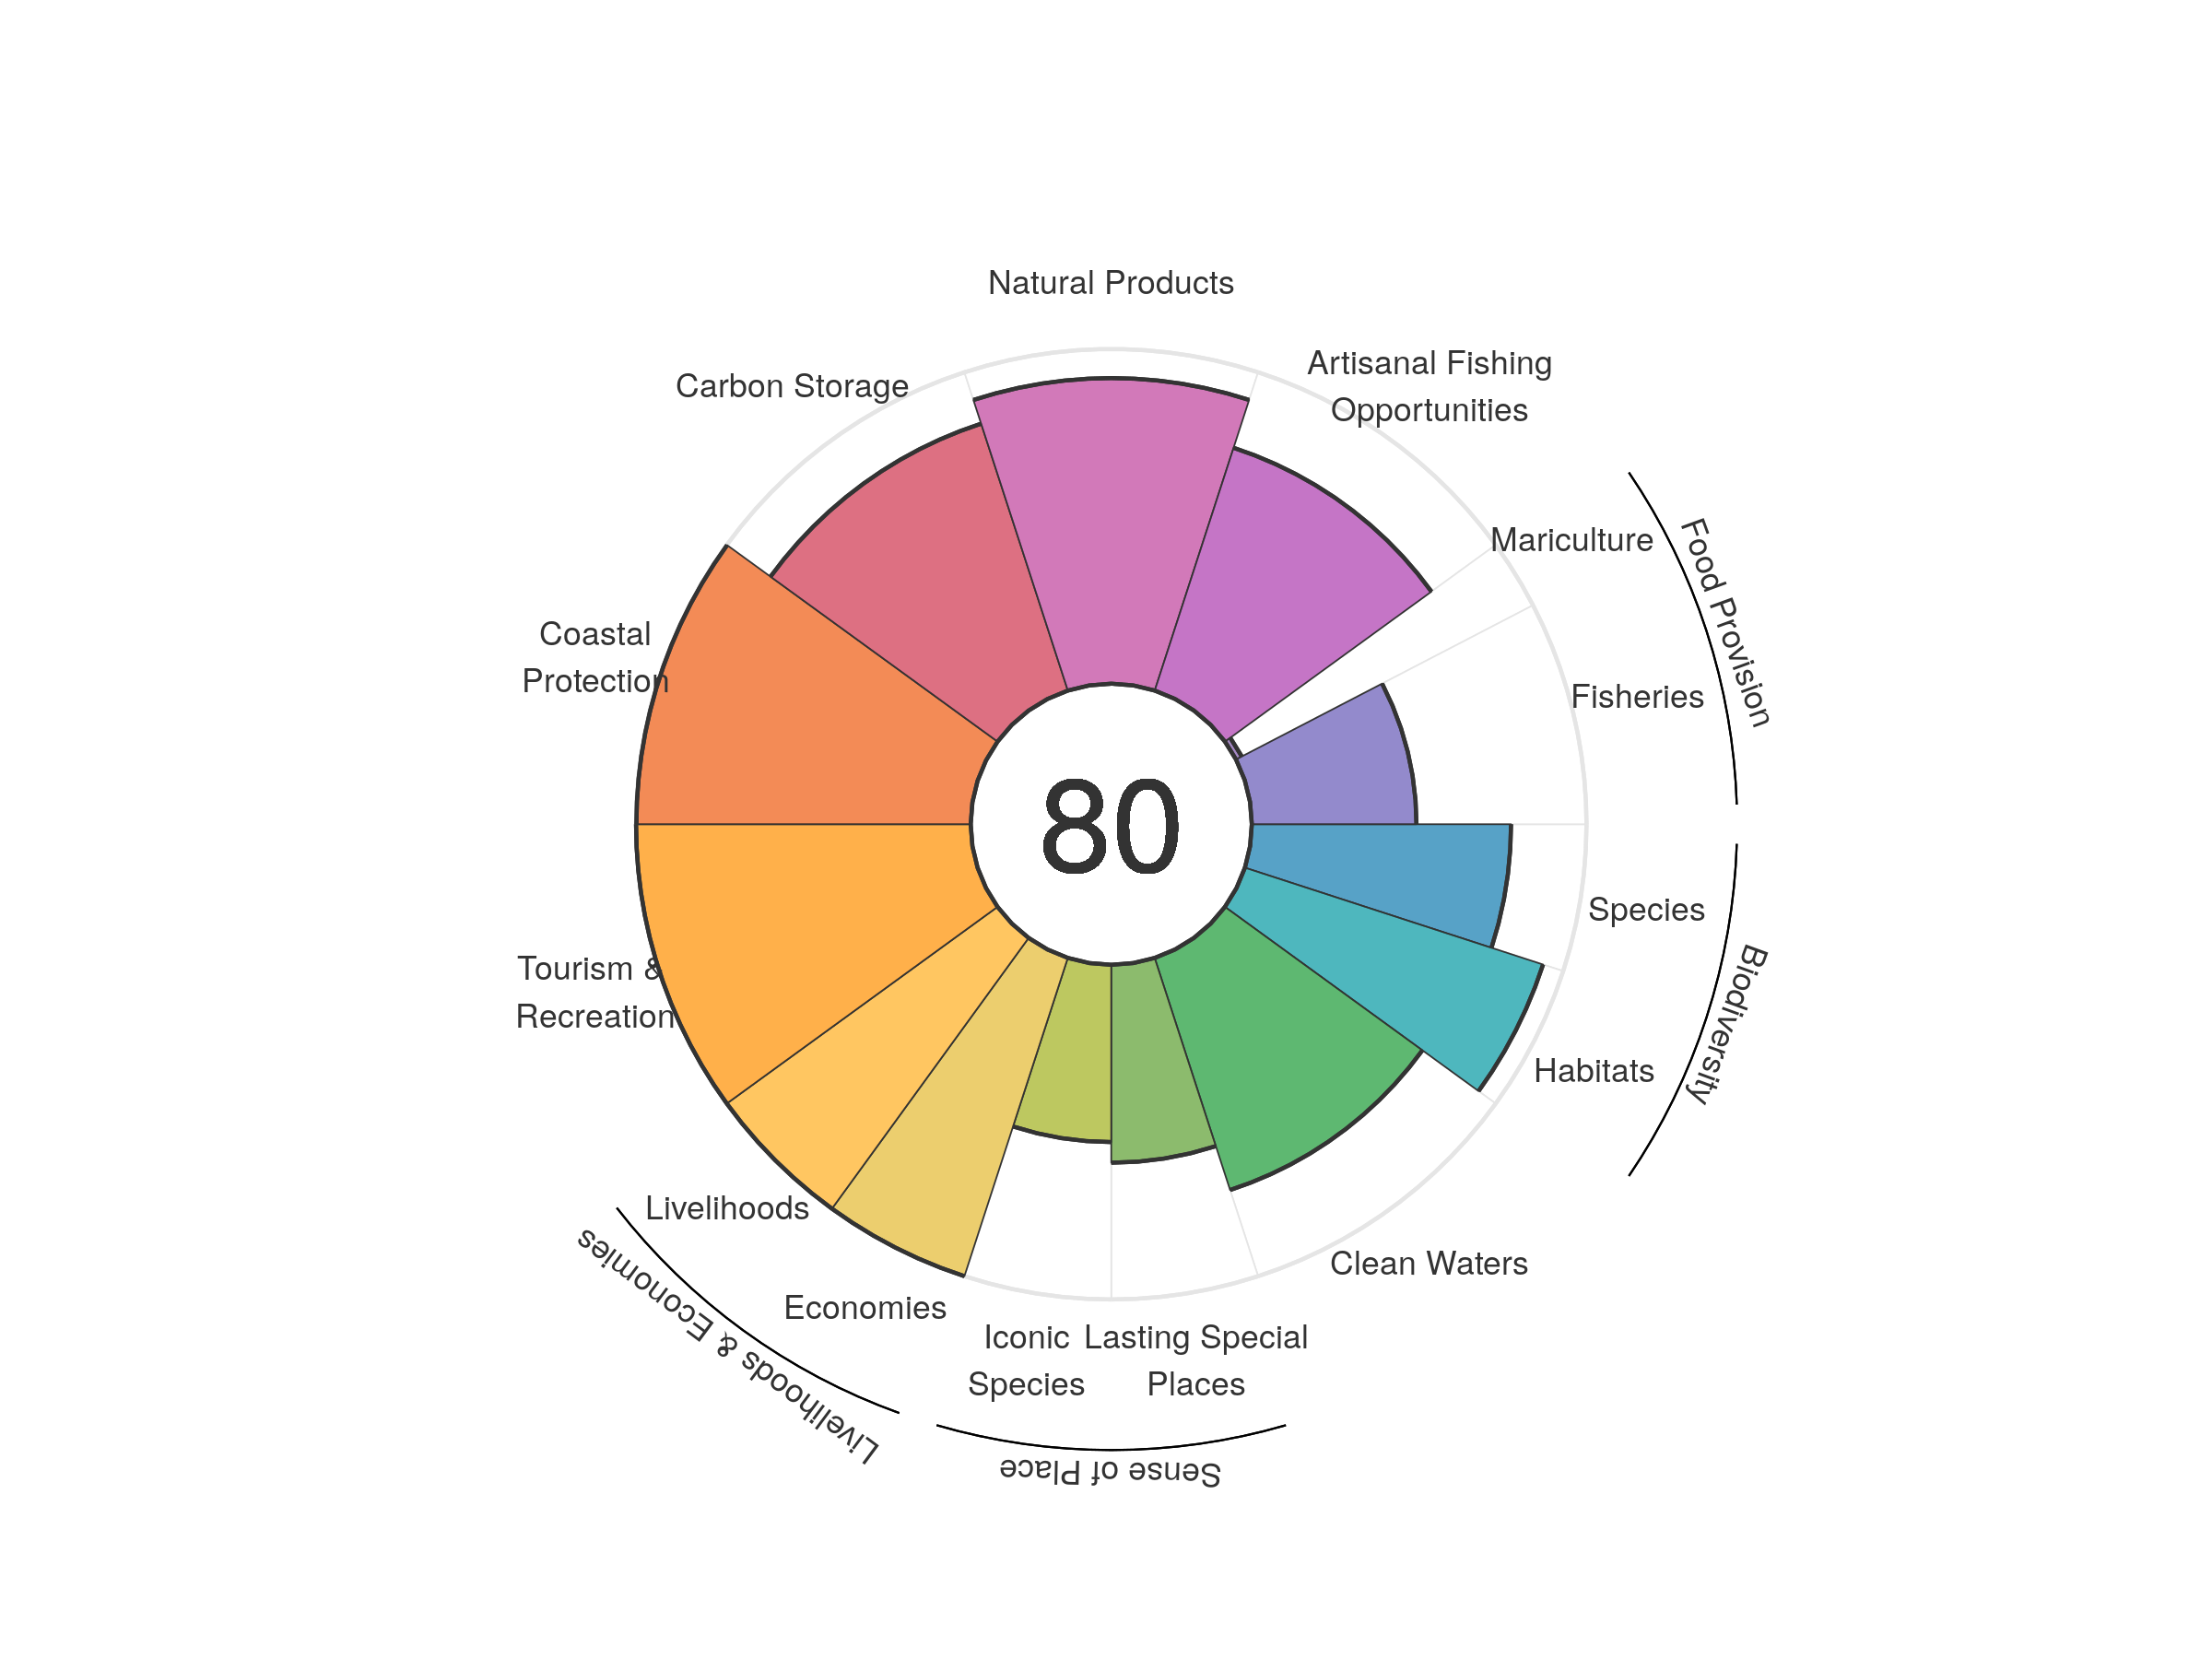 Natural Products
Artisanal Fishing
Opportunities
Carbon Storage
Mariculture
Food Provision
Fisheries
Coastal
Protection
80
Species
Biodiversity
Tourism &
Recreation
Habitats
Livelihoods
Clean Waters
Economies
Livelihoods & Economies
Iconic
Species
Lasting Special
Places
Sense of Place